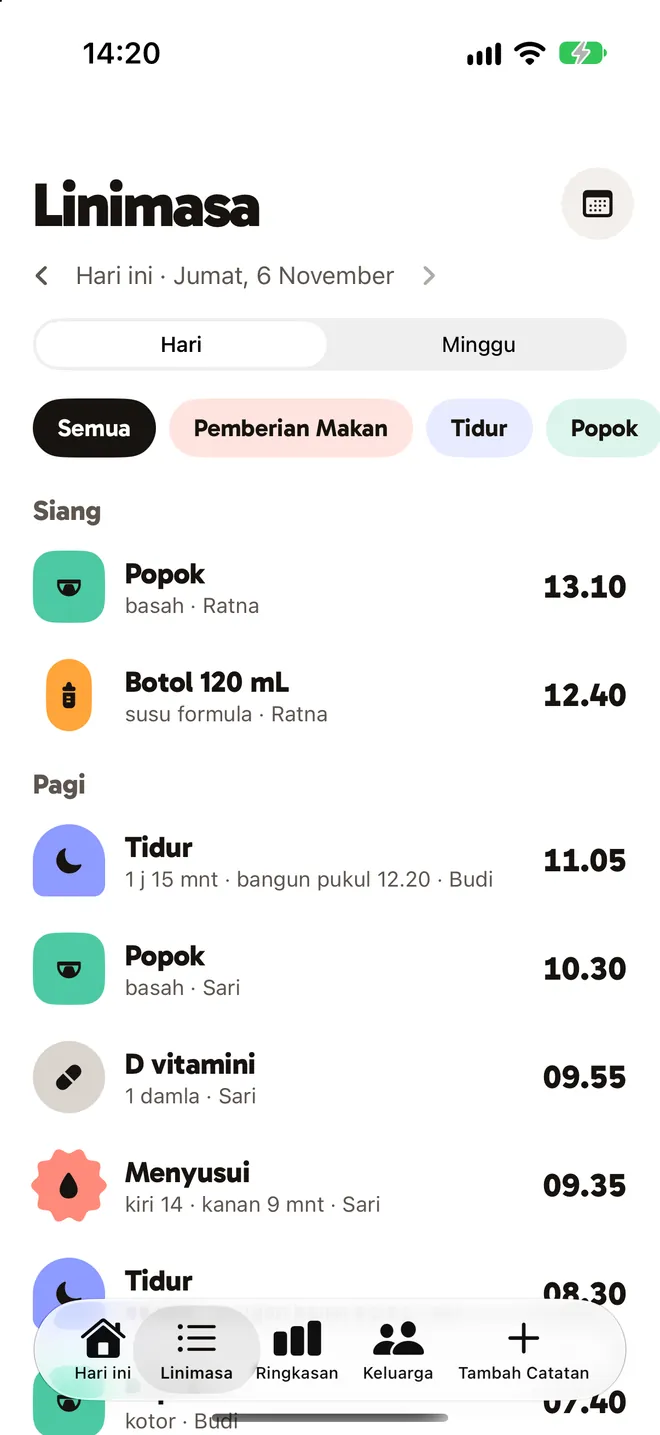 14:20
Linimasa
Hari ini · Jumat, 6 November
Hari
Minggu
Semua
Pemberian Makan
Tidur
Popok
Siang
Popok
13.10
basah · Ratna
Botol 120 mL
12.40
susu formula · Ratna
Pagi
Tidur
11.05
1 j 15 mnt · bangun pukul 12.20 · Budi
Popok
10.30
basah · Sari
D vitamini
09.55
1 damla · Sari
Menyusui
09.35
kiri 14 · kanan 9 mnt · Sari
Tidur
08.30
07.40
kotor · Budi
Hari ini
Linimasa
Ringkasan
Keluarga
Tambah Catatan